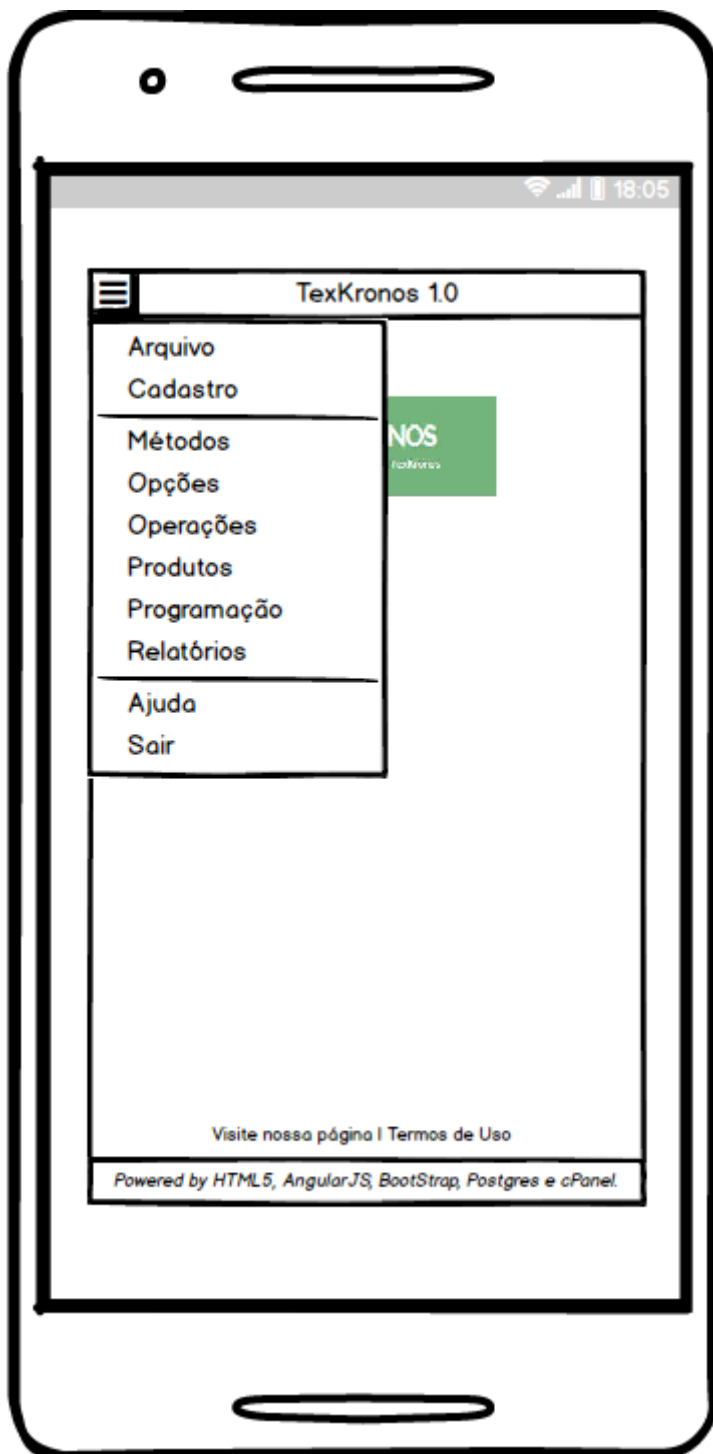 18:05
TexKronos 1.0
Arquivo
Cadastro
NOS
TexKronos
Métodos
Opções
Operações
Produtos
Programação
Relatórios
Ajuda
Sair
Visite nossa página | Termos de Uso
Powered by HTML5, AngularJS, BootStrap, Postgres e cPanel.